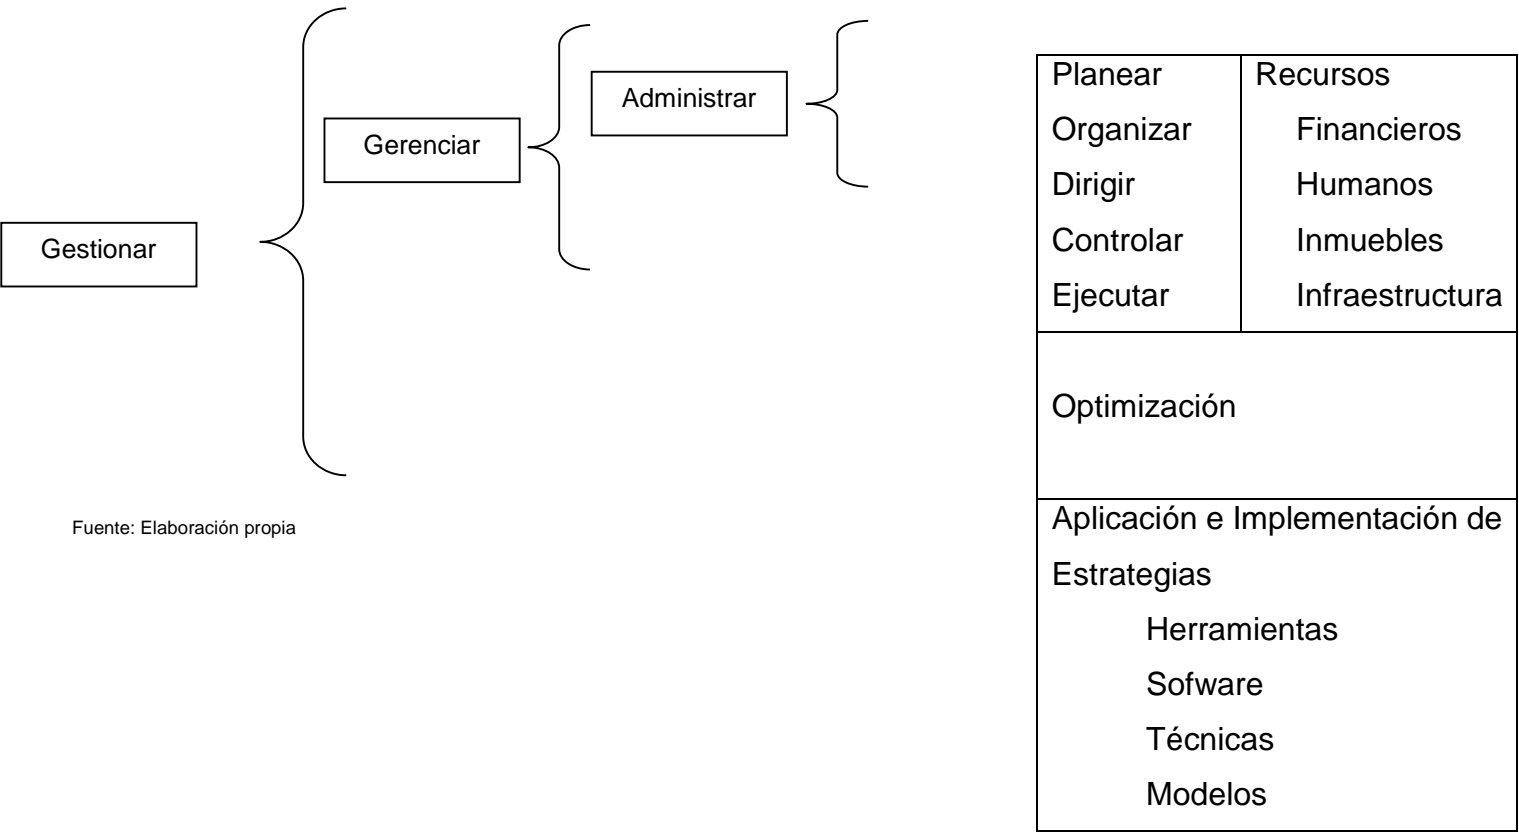 Administrar
Gerenciar
Gestionar
Fuente: Elaboración propia
Planear
Organizar
Dirigir
Controlar
Ejecutar
Recursos
Financieros
Humanos
Inmuebles
Infraestructura
Optimización
Aplicación e Implementación de
Estrategias
Herramientas
Sofware
Técnicas
Modelos